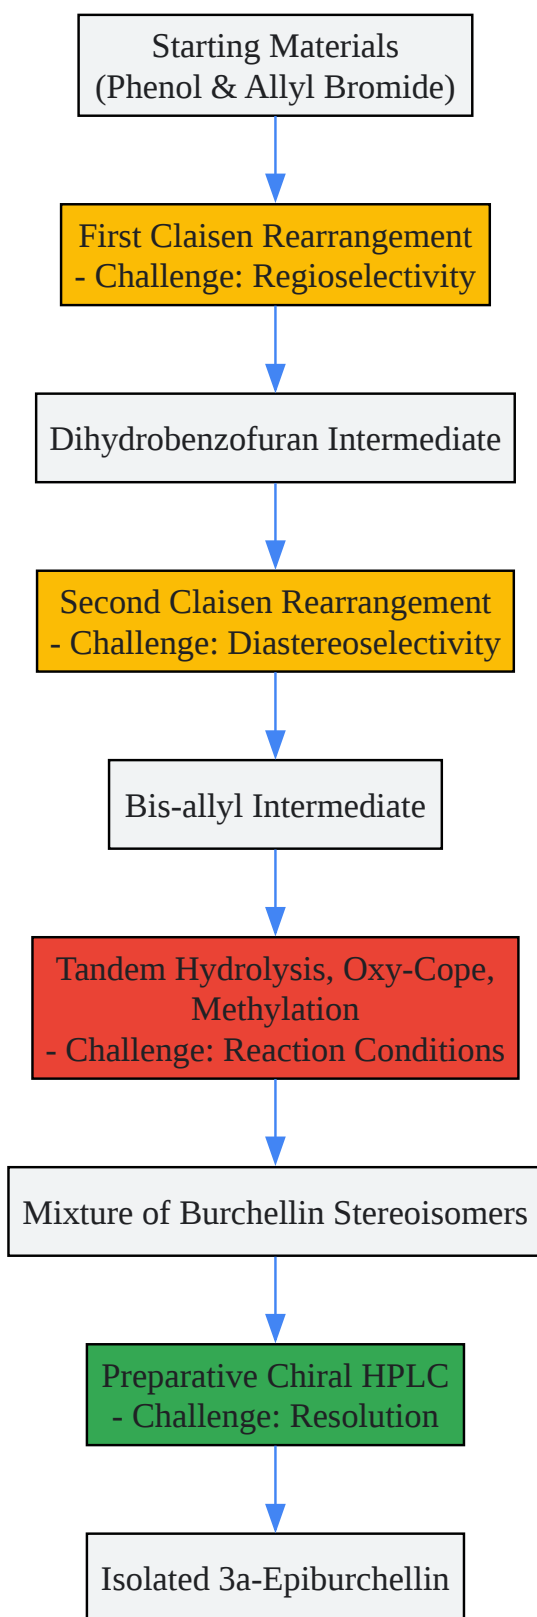 Starting Materials
(Phenol & Allyl Bromide)
First Claisen Rearrangement
- Challenge: Regioselectivity
Dihydrobenzofuran Intermediate
Second Claisen Rearrangement
- Challenge: Diastereoselectivity
Bis-allyl Intermediate
Tandem Hydrolysis, Oxy-Cope,
Methylation
- Challenge: Reaction Conditions
Mixture of Burchellin Stereoisomers
Preparative Chiral HPLC
- Challenge: Resolution
Isolated 3a-Epiburchellin